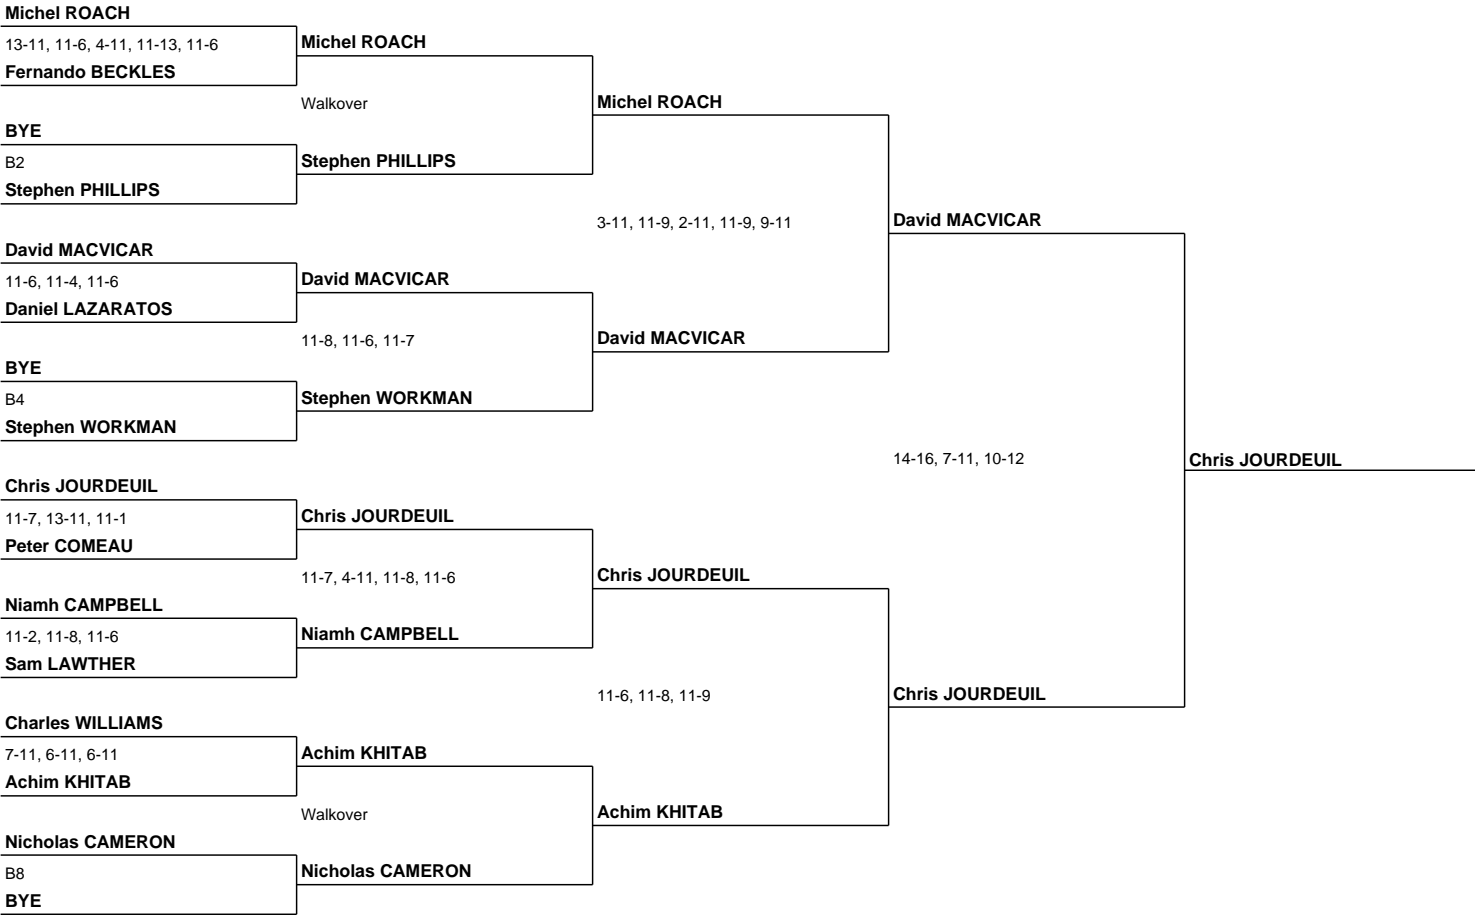 Michel ROACH
13-11, 11-6, 4-11, 11-13, 11-6
Fernando BECKLES
BYE
B2
Stephen PHILLIPS
David MACVICAR
11-6, 11-4, 11-6
Daniel LAZARATOS
BYE
B4
Stephen WORKMAN
Chris JOURDEUIL
11-7, 13-11, 11-1
Peter COMEAU
Niamh CAMPBELL
11-2, 11-8, 11-6
Sam LAWTHER
Charles WILLIAMS
7-11, 6-11, 6-11
Achim KHITAB
Nicholas CAMERON
B8
BYE
Michel ROACH
Walkover
Stephen PHILLIPS
David MACVICAR
11-8, 11-6, 11-7
Stephen WORKMAN
Chris JOURDEUIL
11-7, 4-11, 11-8, 11-6
Niamh CAMPBELL
Achim KHITAB
Walkover
Nicholas CAMERON
Michel ROACH
3-11, 11-9, 2-11, 11-9, 9-11
David MACVICAR
Chris JOURDEUIL
11-6, 11-8, 11-9
Achim KHITAB
David MACVICAR
14-16, 7-11, 10-12
Chris JOURDEUIL
Chris JOURDEUIL